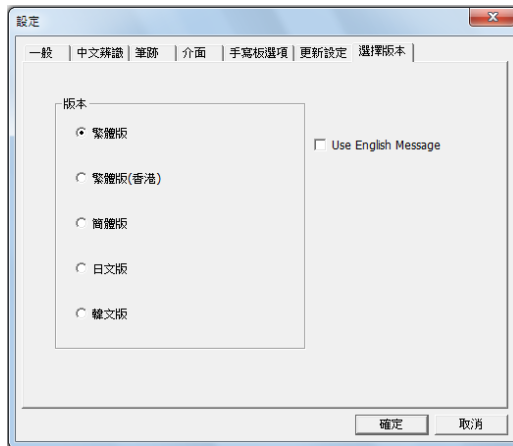 設定
一般 中文辨識 筆跡 介面 手寫板選項 更新設定 選擇版本
版本
繁體版
繁體版(香港)
簡體版
日文版
韓文版
Use English Message
確定 取消